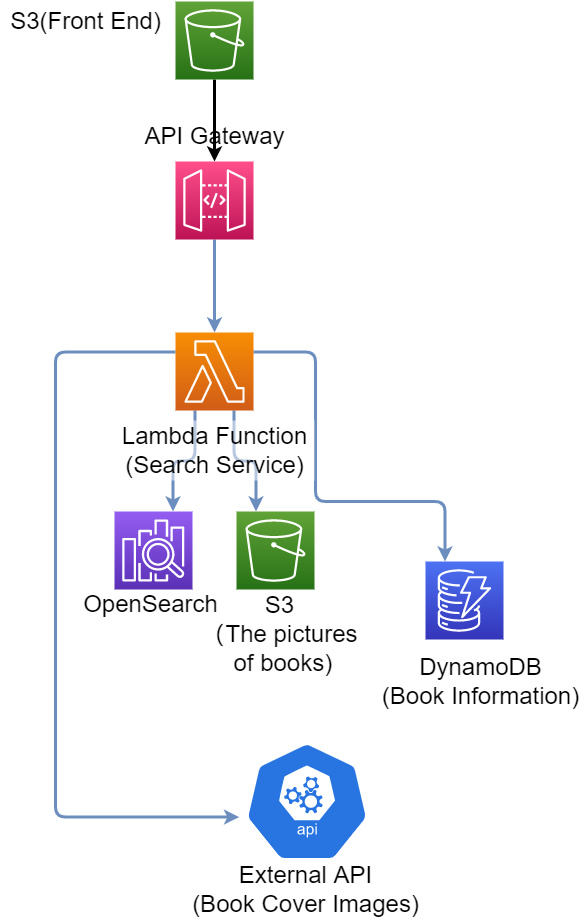 S3(Front End)
API Gateway
</>
Lambda Function
(Search Service)
OpenSearch
S3
(The pictures
of books)
DynamoDB
(Book Information)
api
External API
(Book Cover Images)